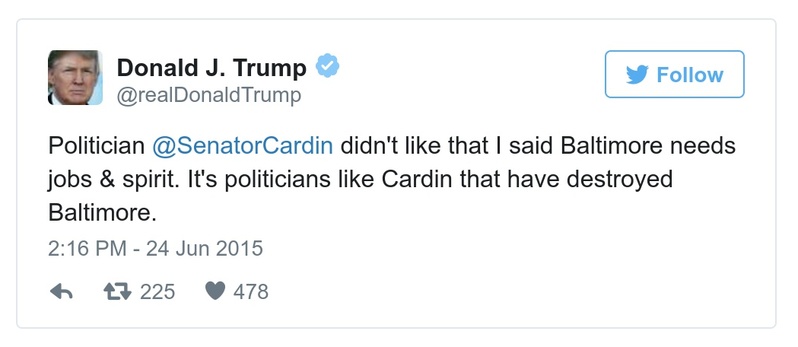 Donald J. Trump
@realDonaldTrump
Follow
Politician @SenatorCardin didn't like that I said Baltimore needs
jobs & spirit. It's politicians like Cardin that have destroyed
Baltimore.
2:16 PM - 24 Jun 2015
225 478